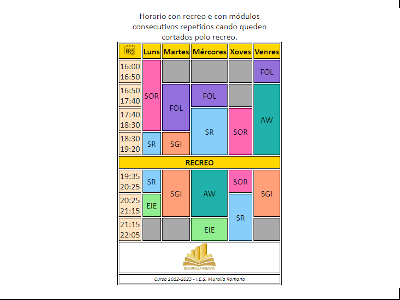 Horario con recreo e con módulos
consecutivos repetidos cando queden
cortados polo recreo.
Luns Martes Mércores Xoves Venres
16:00
16:50
SOR FOL
16:50
17:40
FOL FOL AW
17:40
18:30
SR SOR
18:30
19:20
SR SGI
RECREO
19:35
20:25
SR SGI AW SOR SGI
20:25
21:15
EIE SR
21:15
22:05
EIE
Curso 2022-2023 - I.E.S. Muralla Romana